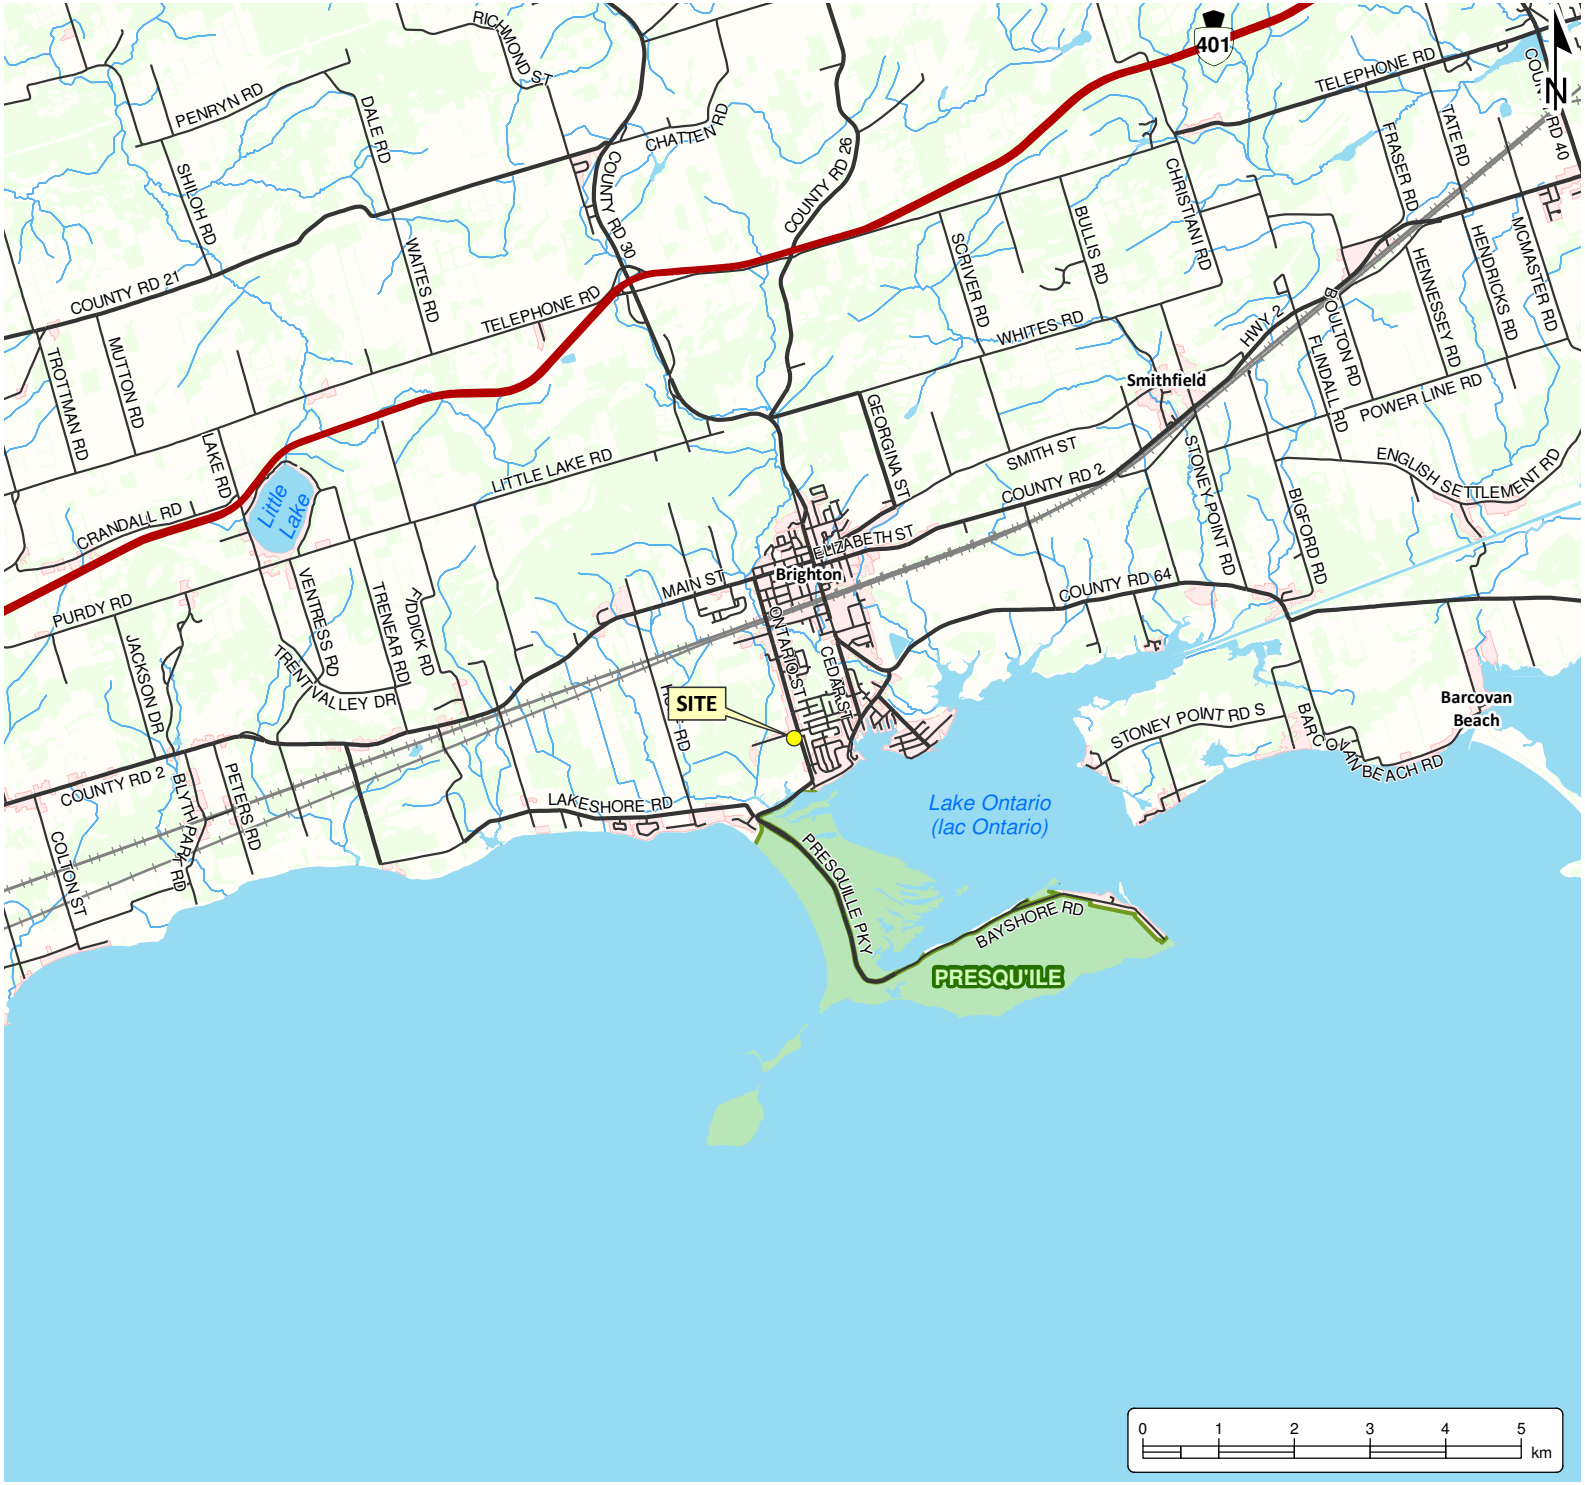 RICHMOND ST
401
TELEPHONE RD
COUNTY RD 40
N
PENRYN RD
DALE RD
CHATTEN RD
COUNTY RD 26
FRASER RD
TATE RD
SHILOH RD
COUNTY RD 30
CHRISTIANI RD
BULLIS RD
SCRIVER RD
MCMASTER RD
HENDRICKS RD
HENNESSEY RD
WAITES RD
COUNTY RD 21
TELEPHONE RD
WHITES RD
HWY 2
BOULTON RD
FLINDALL RD
TROTTMAN RD
MUTTON RD
Smithfield
POWER LINE RD
GEORGINA ST
LAKE RD
LITTLE LAKE RD
SMITH ST
COUNTY RD 2
STONEY POINT RD
ENGLISH SETTLEMENT RD
BIGFORD RD
Little
Lake
CRANDALL RD
ELIZABETH ST
Brighton
MAIN ST
COUNTY RD 64
PURDY RD
VENTRESS RD
TRENEAR RD
FIDDICK RD
JACKSON DR
TRENT VALLEY DR
ONTARIO ST
CEDAR ST
SITE
RD
STONEY POINT RD S
BARCOVAN BEACH RD
Barcovan
Beach
COUNTY RD 2
BLYTH PARK RD
PETERS RD
COLTON ST
LAKESHORE RD
Lake Ontario
(lac Ontario)
PRESQUILLE PKY
BAYSHORE RD
PRESQU'ILE
0 1 2 3 4 5
km